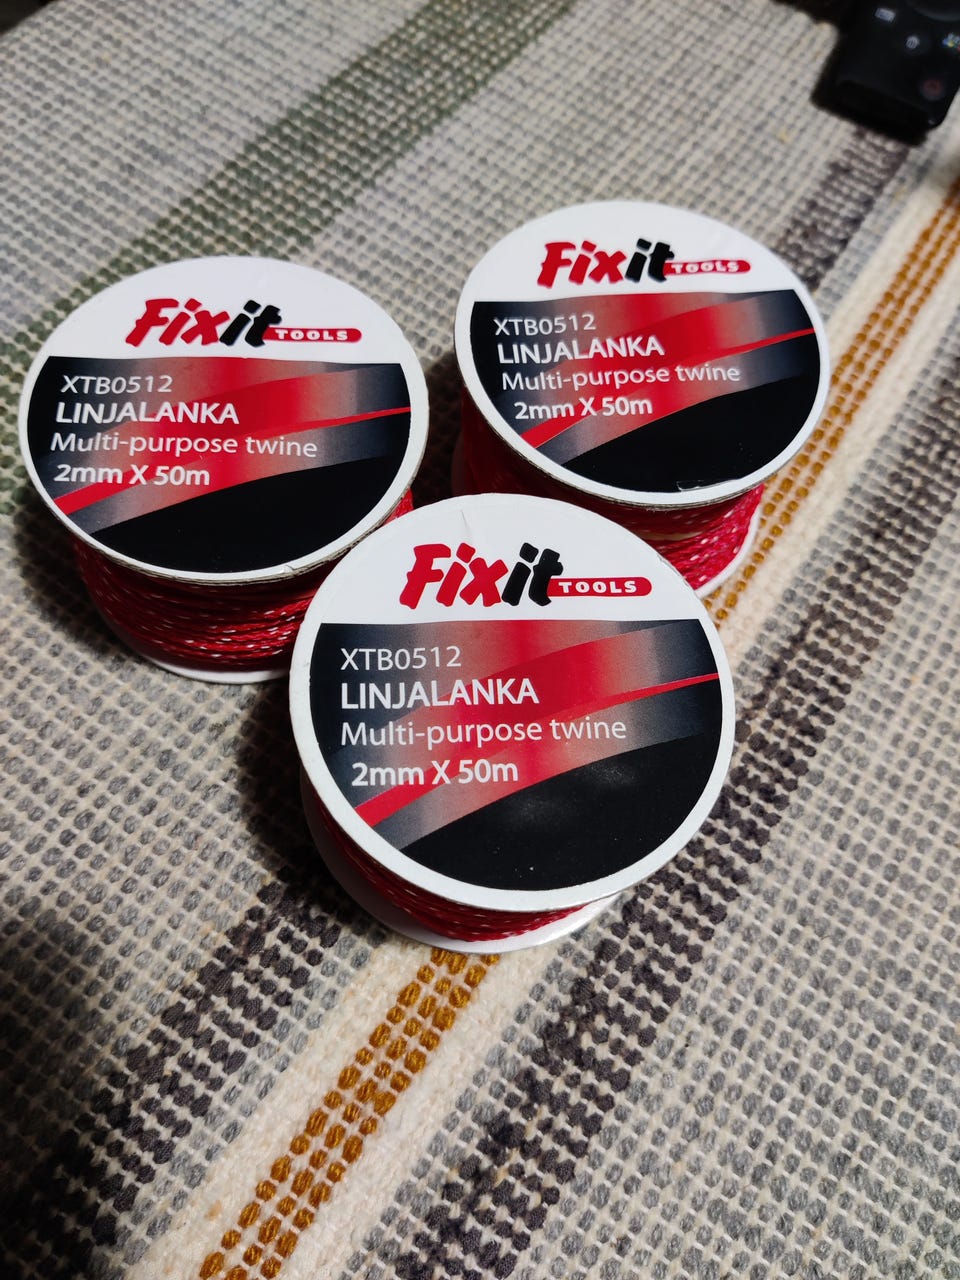 Fixit TOOLS
XTB0512
LINJALANKA
Multi-purpose twine
2mm X 50m
Fixit TOOLS
XTB0512
LINJALANKA
Multi-purpose twine
2mm X 50m
Fixit TOOLS
XTB0512
LINJALANKA
Multi-purpose twine
2mm X 50m